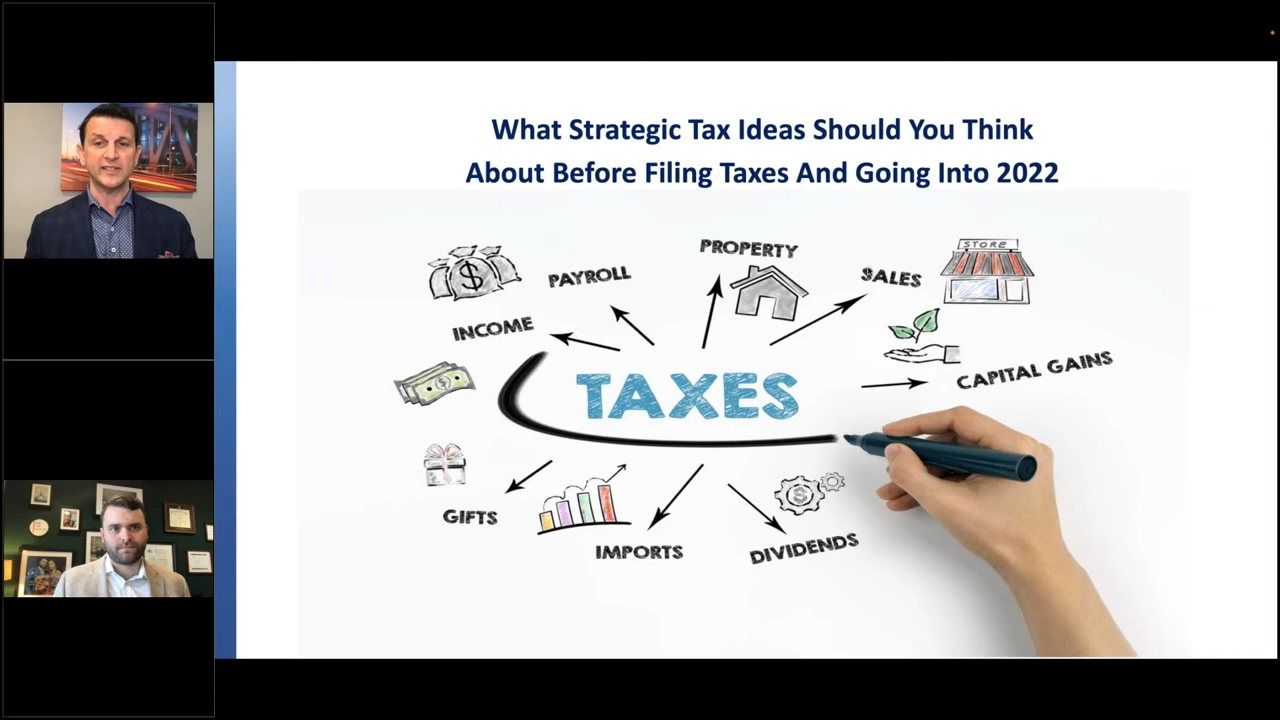 What Strategic Tax Ideas Should You Think
About Before Filing Taxes And Going Into 2022
PROPERTY
STORE
PAYROLL
SALES
$
INCOME
CAPITAL GAINS
TAXES
$
$
GIFTS
IMPORTS
DIVIDENDS